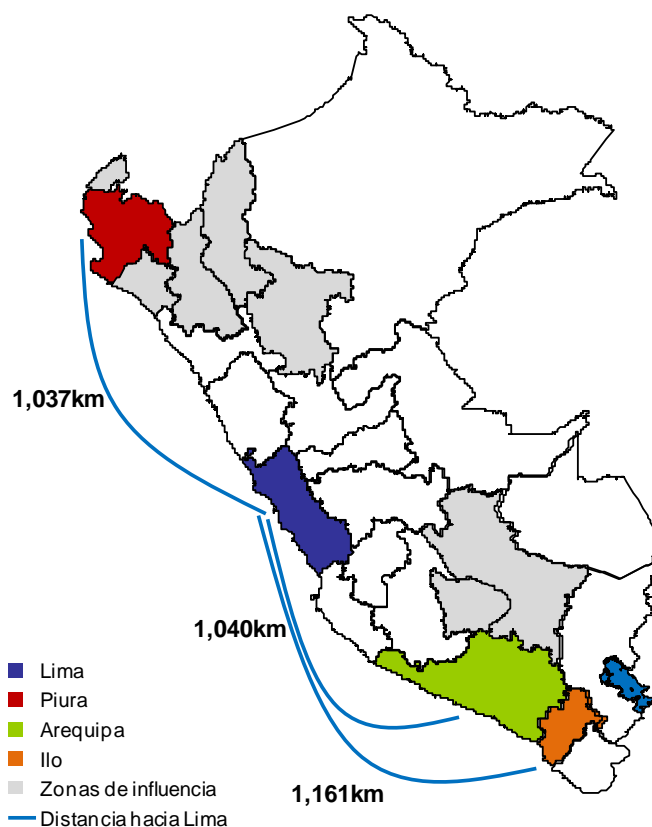 1,037km
1,040km
1,161km
Lima
Piura
Arequipa
Ilo
Zonas de influencia
Distancia hacia Lima